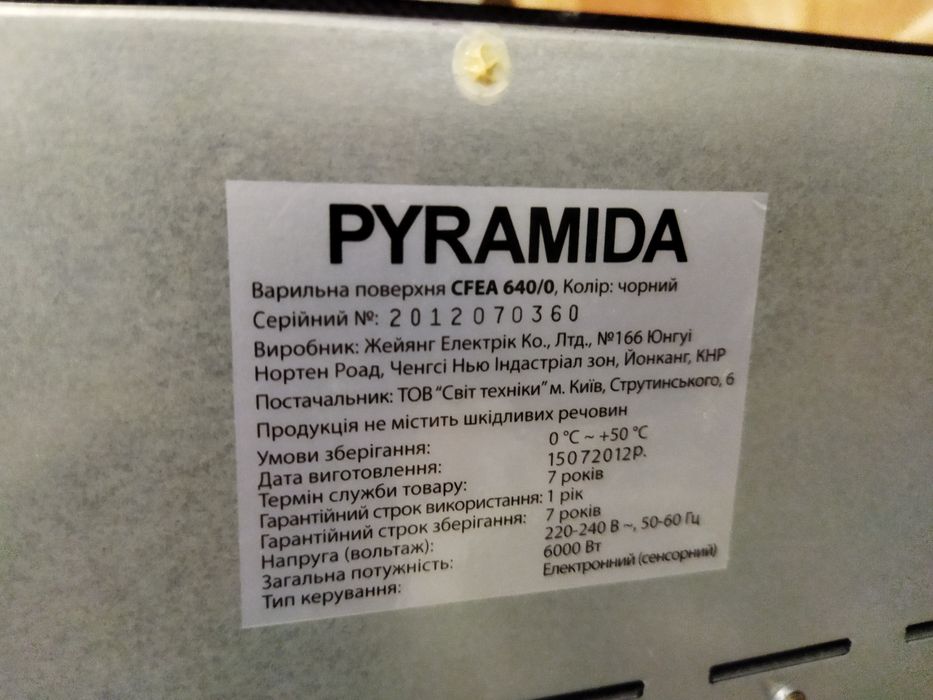 PYRAMIDA
Варильна поверхня CFEA 640/0, Колір: чорний
Серійний №: 2012070360
Виробник: Жейянг Електрік Ко., Лтд., №166 Юнгуі
Нортен Роад, Ченгсі Нью Індастріал зон, Йонканг, КНР
Постачальник: ТОВ "Світ техніки" м. Київ, Струтинського, 6
Продукція не містить шкідливих речовин
Умови зберігання: 0 °C ~ +50 °C
Дата виготовлення: 15072012р.
Термін служби товару: 7 років
Гарантійний строк використання: 1 рік
Гарантійний строк зберігання: 7 років
Напруга (вольтаж): 220-240 В ~, 50-60 Гц
Загальна потужність: 6000 Вт
Тип керування: Електронний (сенсорний)